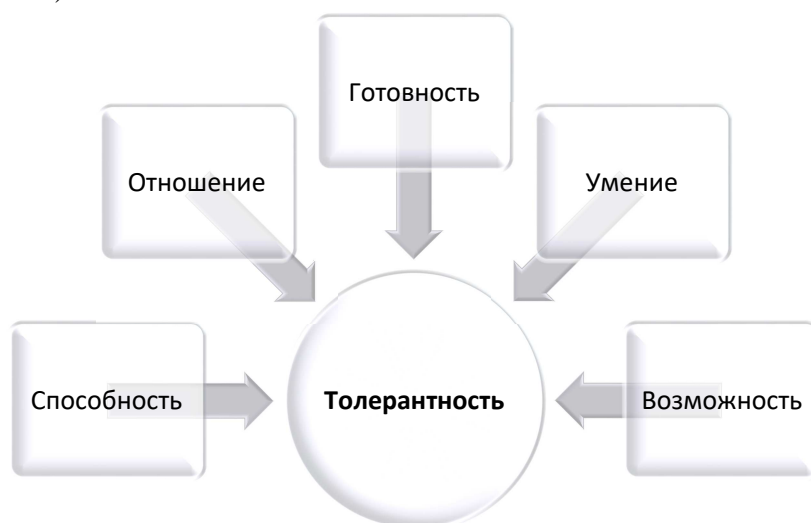 Готовность
Отношение
Умение
Способность
Толерантность
Возможность